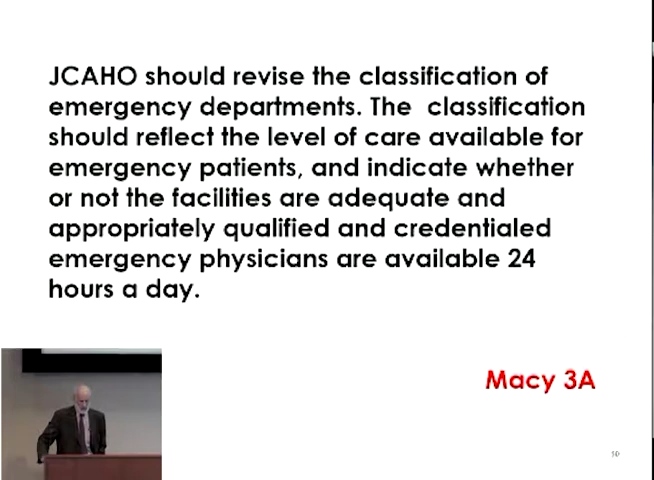 JCAHO should revise the classification of
emergency departments. The classification
should reflect the level of care available for
emergency patients, and indicate whether
or not the facilities are adequate and
appropriately qualified and credentialed
emergency physicians are available 24
hours a day.
Macy 3A